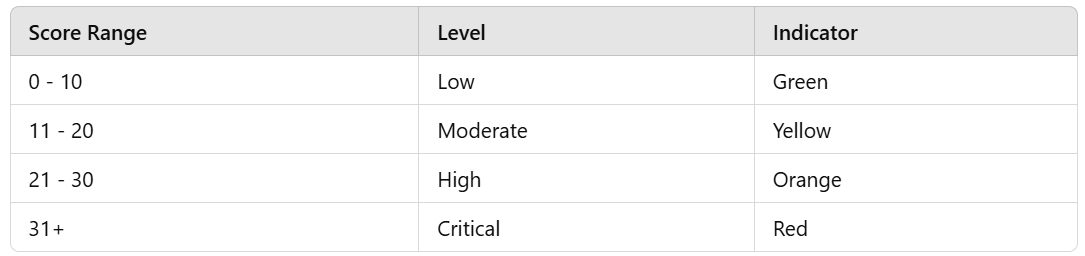 Score Range Level Indicator
0 - 10 Low Green
11 - 20 Moderate Yellow
21 - 30 High Orange
31+ Critical Red